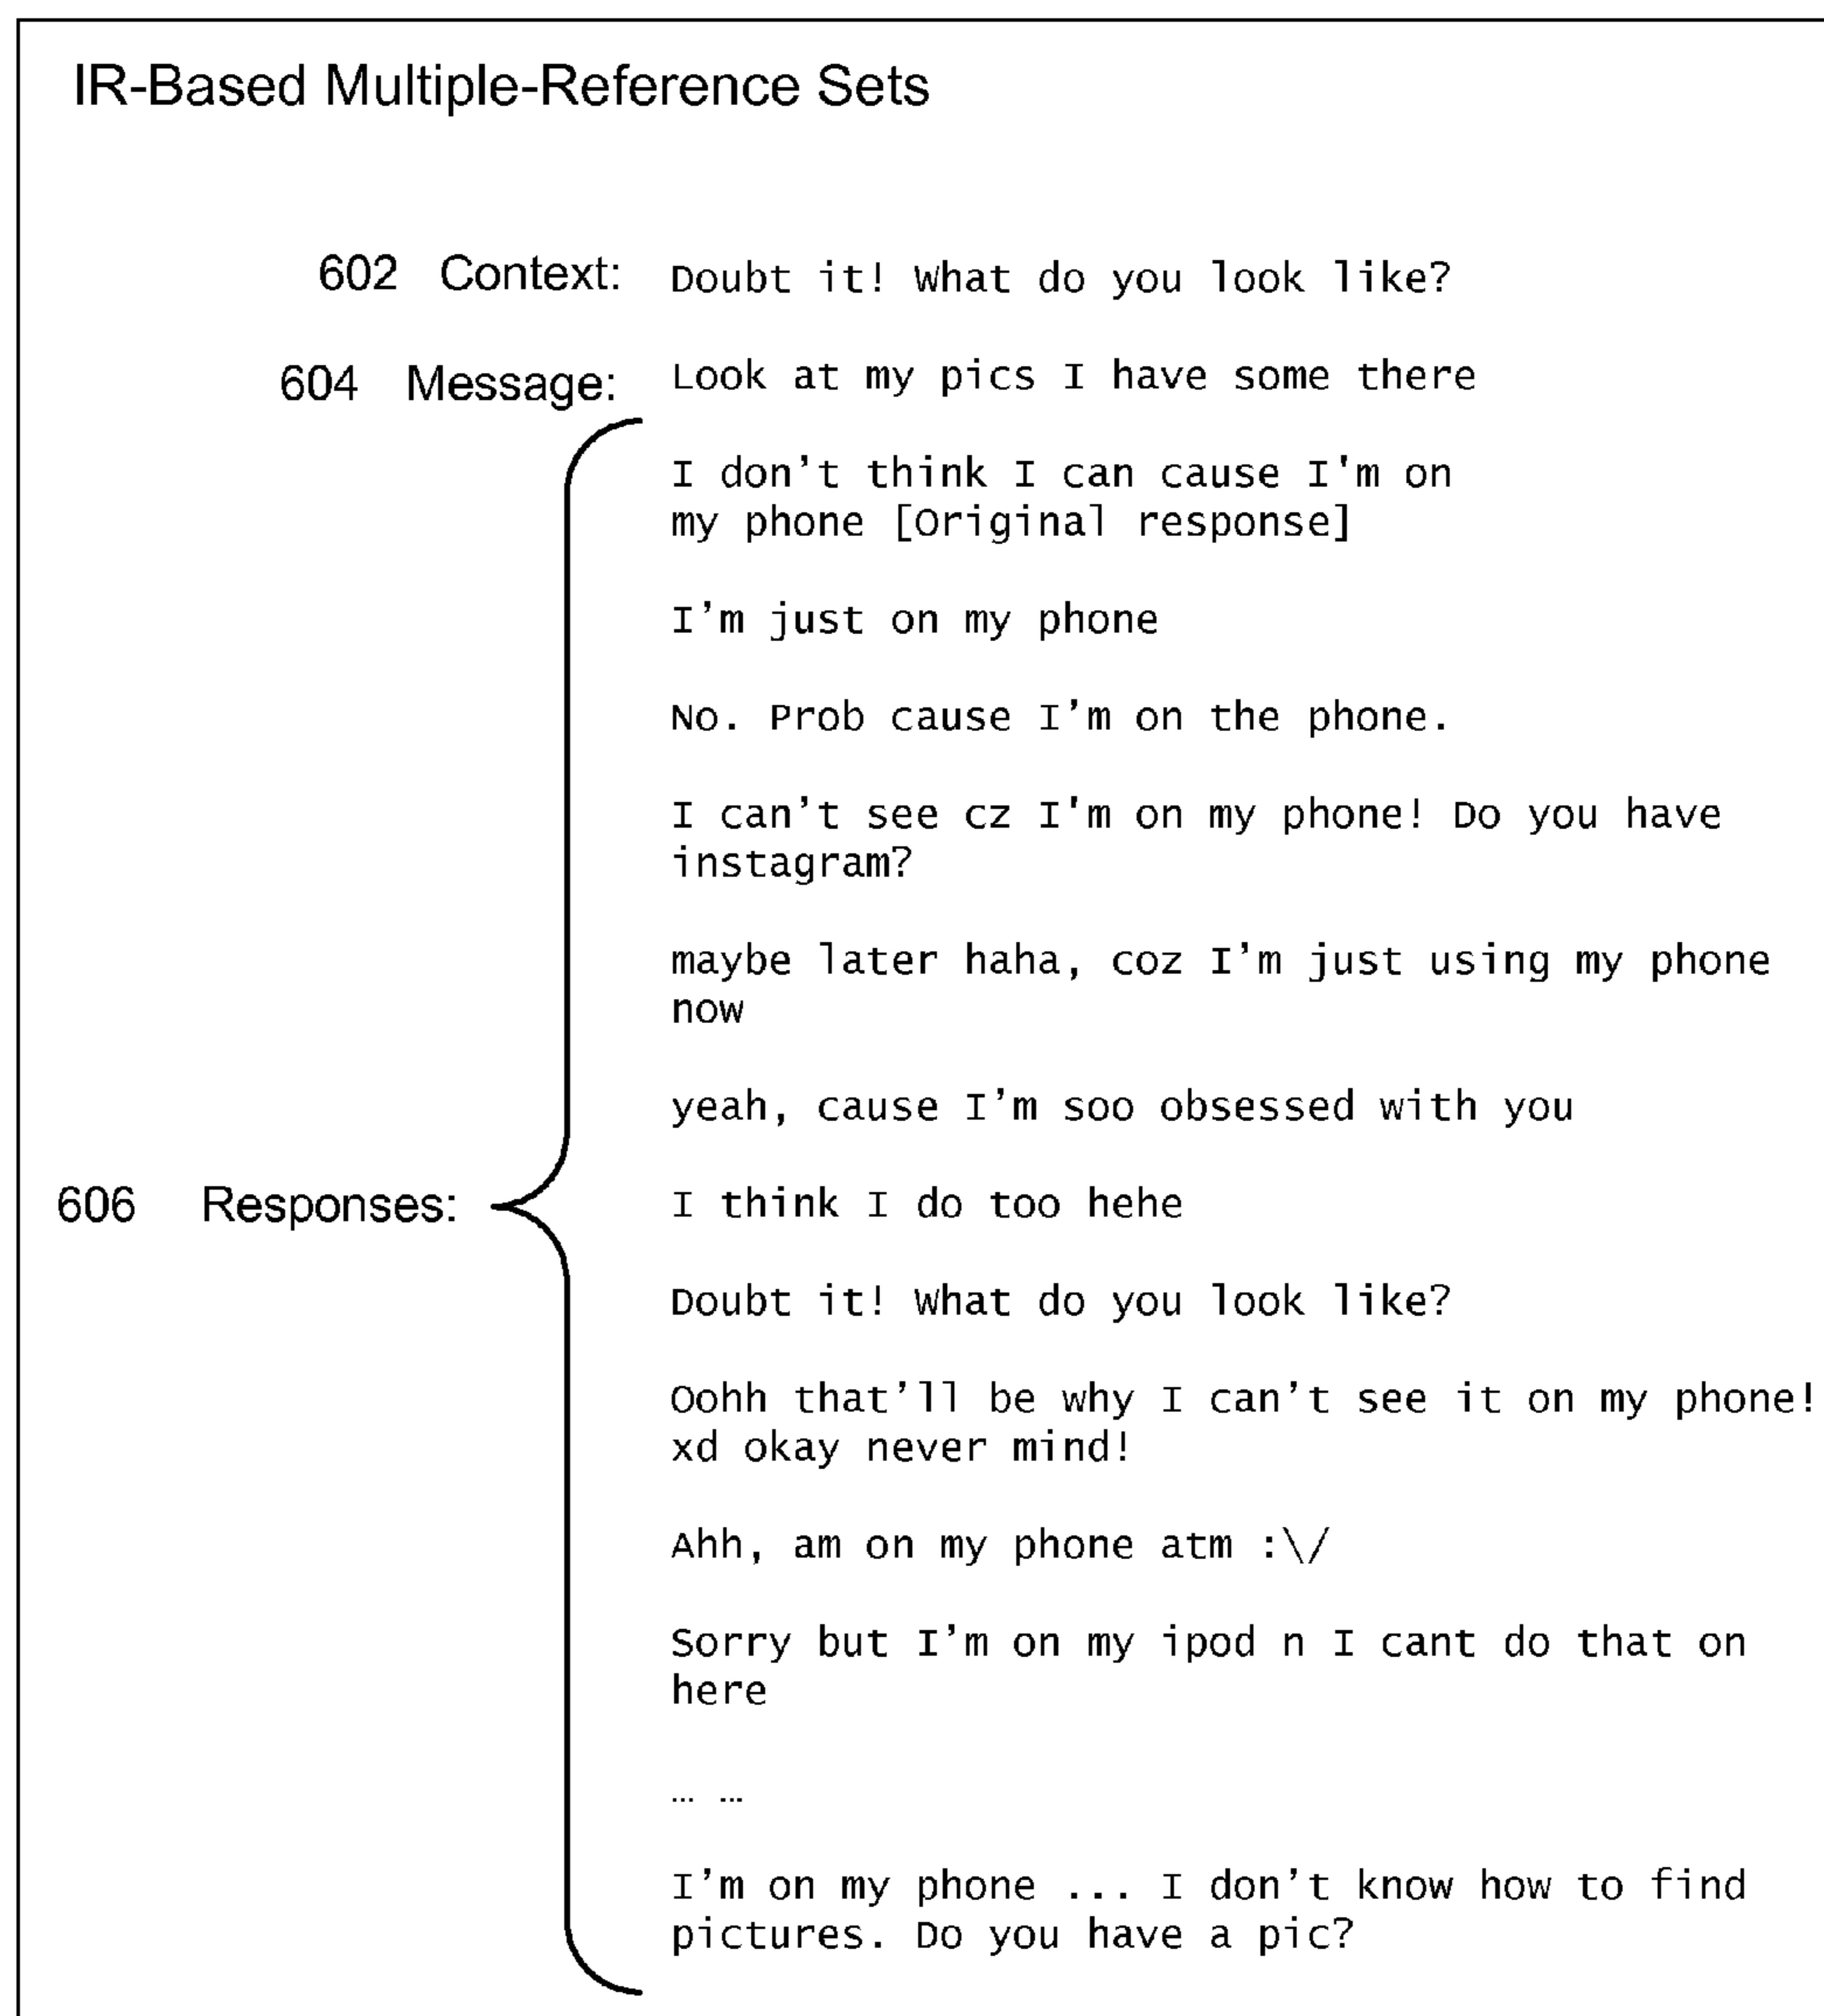 IR-Based Multiple-Reference Sets
602 Context: Doubt it! What do you look like?
604 Message: Look at my pics I have some there
I don’t think I can cause I'm on
my phone [Original response]
I’m just on my phone
No. Prob cause I’m on the phone.
I can’t see cz I'm on my phone! Do you have
instagram?
maybe later haha, coz I’m just using my phone
now
yeah, cause I’m soo obsessed with you
606 Responses: I think I do too hehe
Doubt it! What do you look like?
Oohh that’ll be why I can’t see it on my phone!
xd okay never mind!
Ahh, am on my phone atm :\/
Sorry but I’m on my ipod n I cant do that on
here
… …
I’m on my phone ... I don’t know how to find
pictures. Do you have a pic?